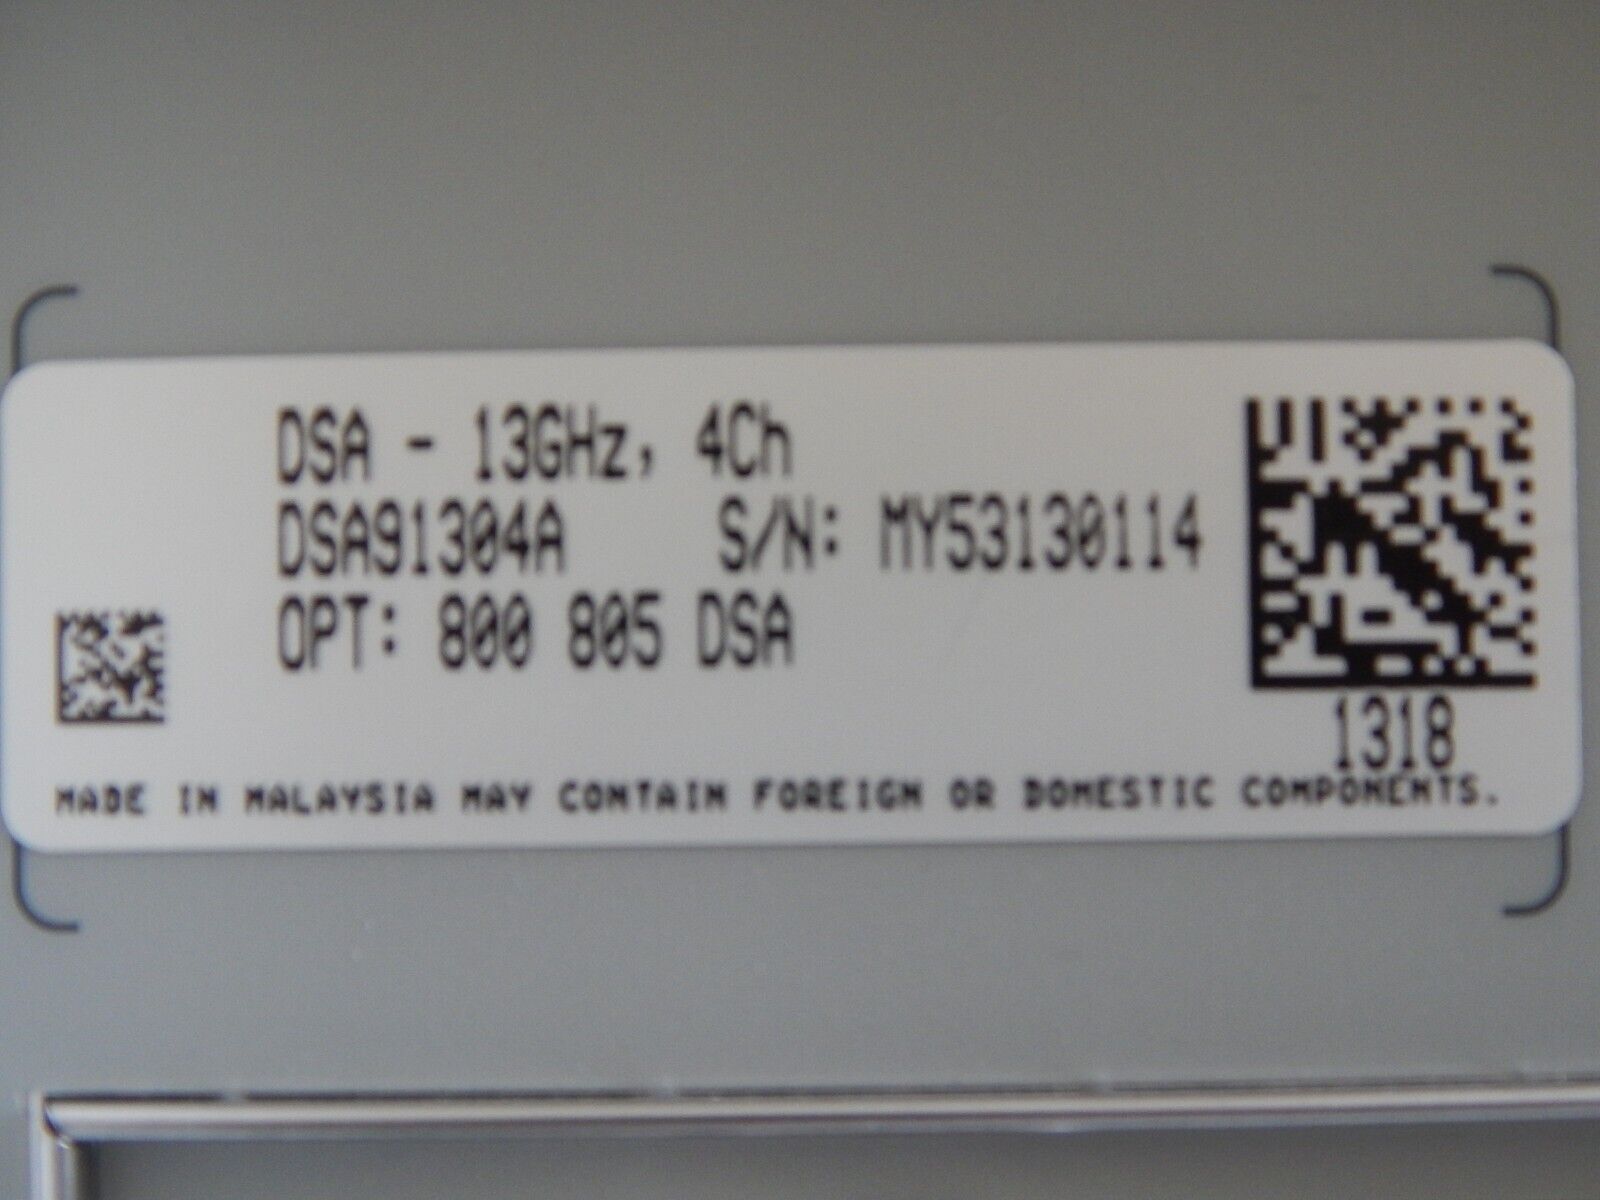 DSA - 13GHz, 4Ch
DSA91304A S/N: MY53130114
OPT: 800 805 DSA
1318
MADE IN MALAYSIA MAY CONTAIN FOREIGN OR DOMESTIC COMPONENTS.